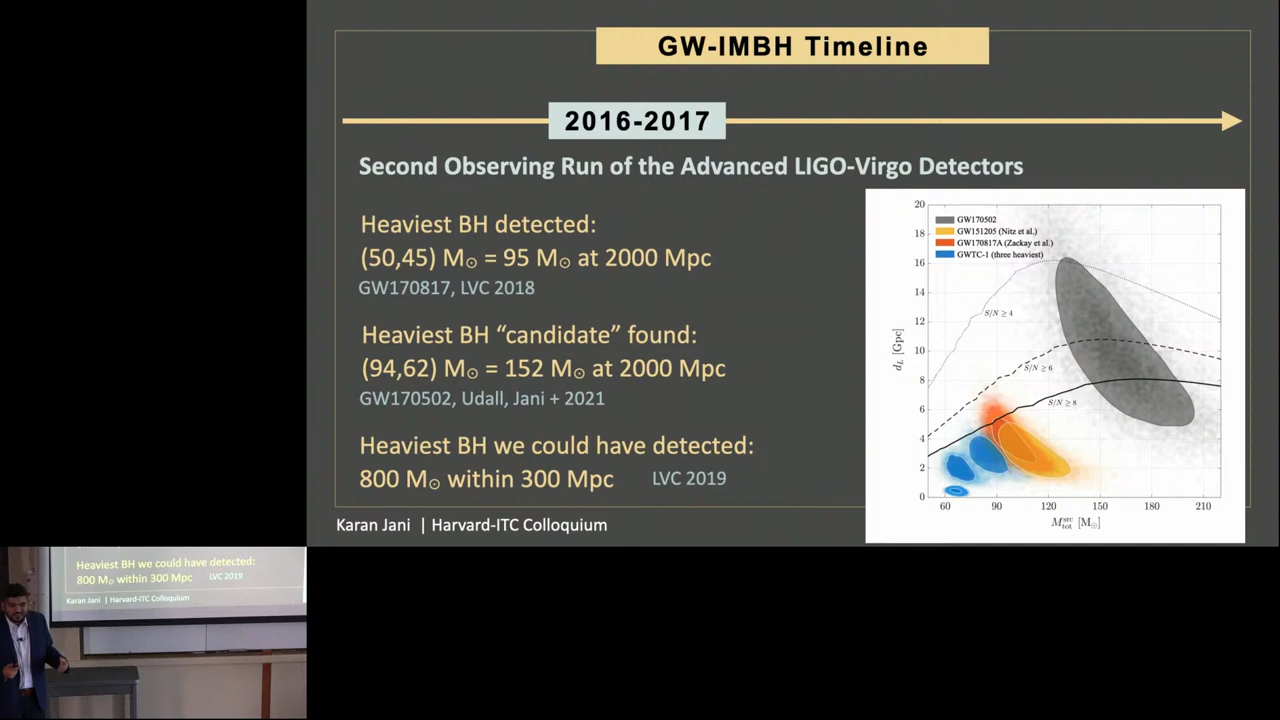 GW-IMBH Timeline
2016-2017
Second Observing Run of the Advanced LIGO-Virgo Detectors
Heaviest BH detected:
(50,45) M☉ = 95 M☉ at 2000 Mpc
GW170817, LVC 2018
Heaviest BH “candidate” found:
(94,62) M☉ = 152 M☉ at 2000 Mpc
GW170502, Udall, Jani + 2021
Heaviest BH we could have detected:
800 M☉ within 300 Mpc LVC 2019
Karan Jani | Harvard-ITC Colloquium
GW170502
GW151205 (Nitz et al.)
GW170817A (Zackay et al.)
GWTC-1 (three heaviest)
20
18
16
14
12
10
8
6
4
2
0
d_L [Gpc]
S/N ≥ 4
S/N ≥ 6
S/N ≥ 8
60 90 120 150 180 210
M_tot^src [M☉]
Heaviest BH we could have detected:
800 M☉ within 300 Mpc LVC 2019
Karan Jani | Harvard-ITC Colloquium